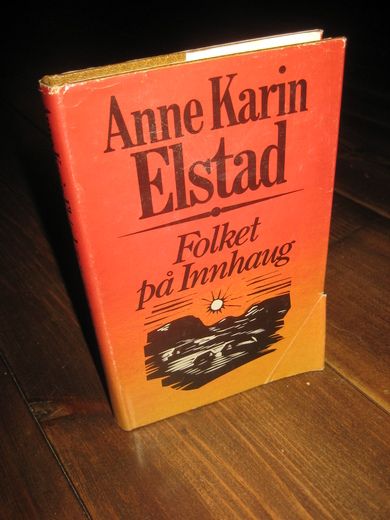 Anne Karin
Elstad
Folket
på Innhaug